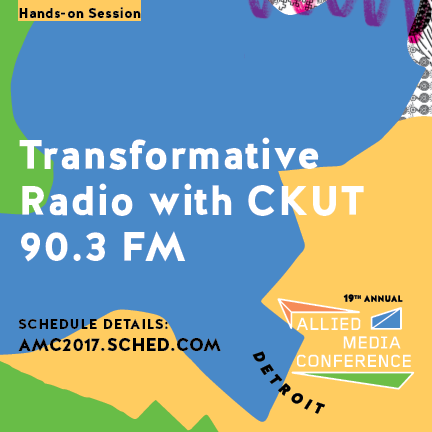 Hands-on Session
Transformative
Radio with CKUT
90.3 FM
SCHEDULE DETAILS:
AMC2017.SCHED.COM
19TH ANNUAL
ALLIED
MEDIA
CONFERENCE
DETROIT